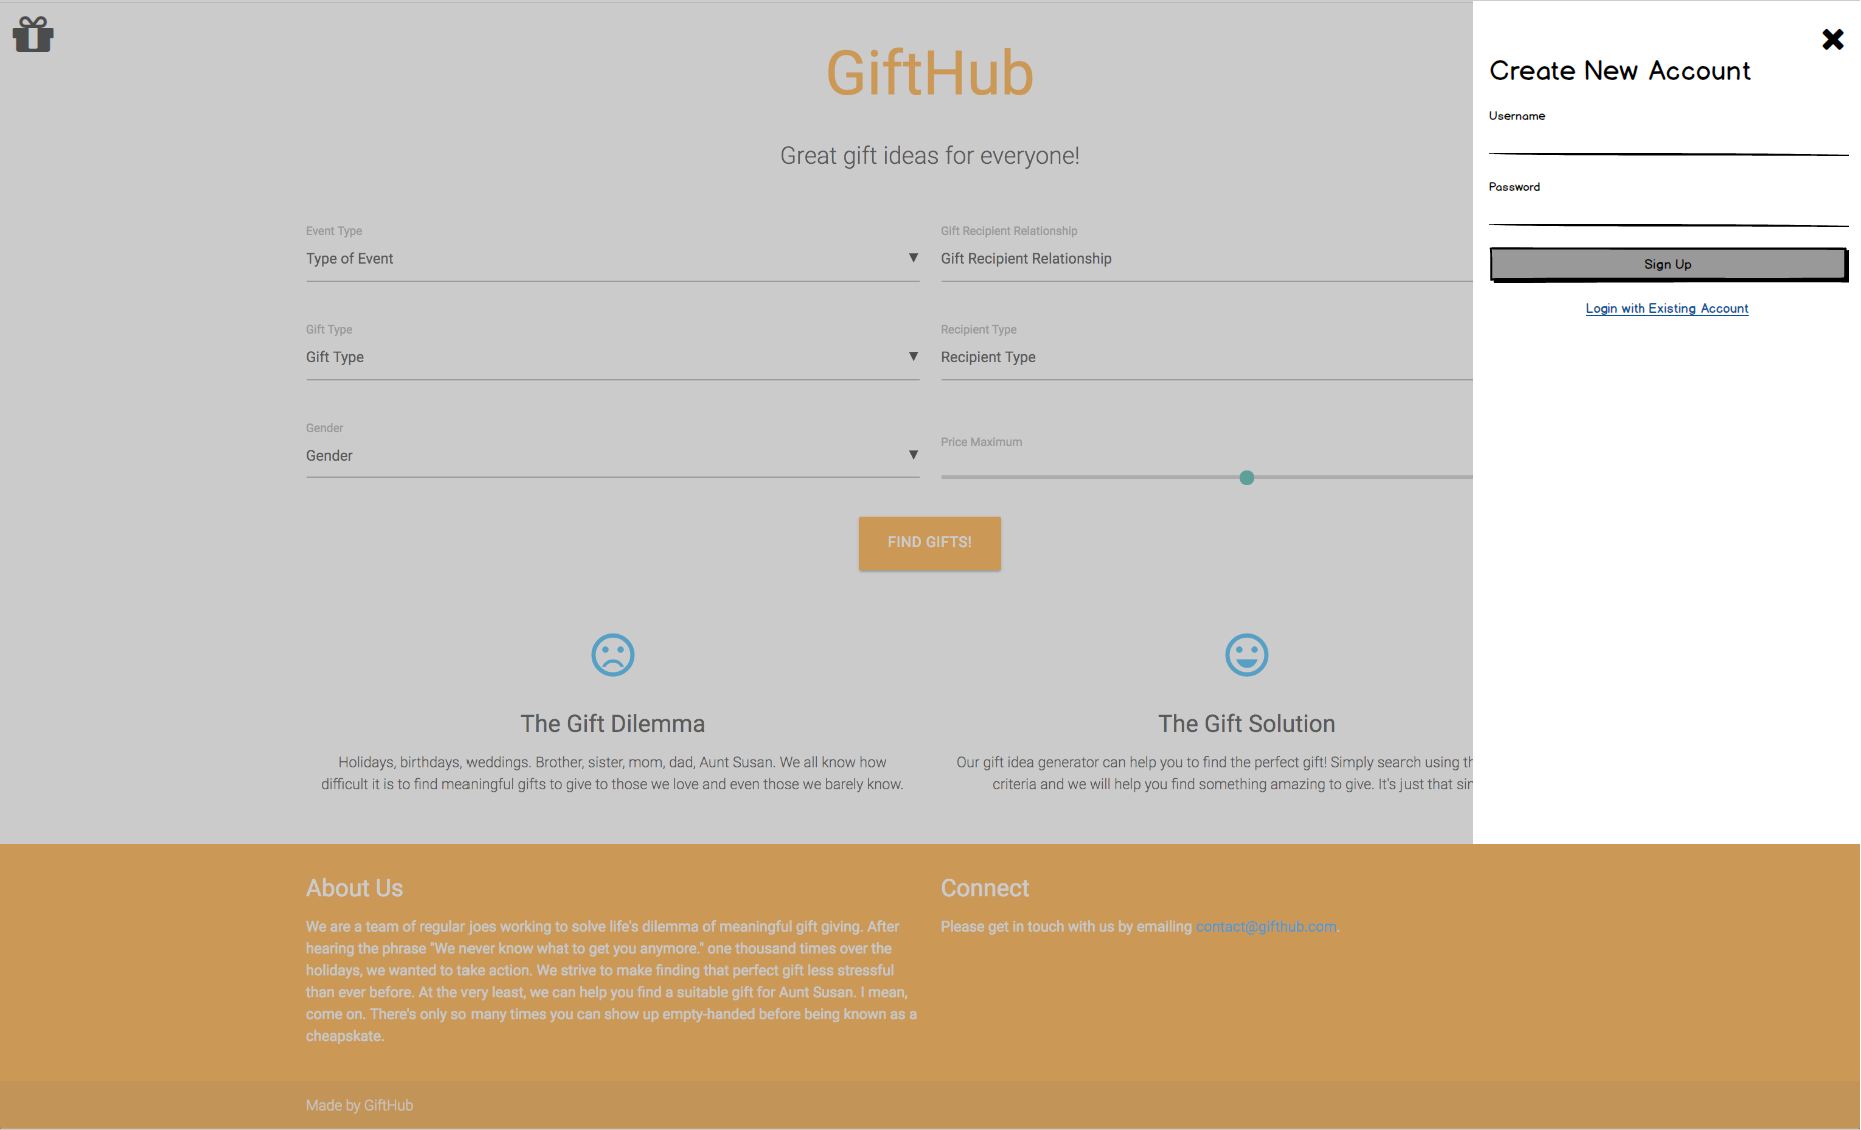 GiftHub
Great gift ideas for everyone!
Event Type
Type of Event
Gift Recipient Relationship
Gift Recipient Relationship
Gift Type
Gift Type
Recipient Type
Recipient Type
Gender
Gender
Price Maximum
FIND GIFTS!
The Gift Dilemma
Holidays, birthdays, weddings. Brother, sister, mom, dad, Aunt Susan. We all know how
difficult it is to find meaningful gifts to give to those we love and even those we barely know.
The Gift Solution
Our gift idea generator can help you to find the perfect gift! Simply search using
criteria and we will help you find something amazing to give. It's just that
Create New Account
Username
Password
Sign Up
Login with Existing Account
About Us
We are a team of regular joes working to solve life's dilemma of meaningful gift giving. After
hearing the phrase "We never know what to get you anymore." one thousand times over the
holidays, we wanted to take action. We strive to make finding that perfect gift less stressful
than ever before. At the very least, we can help you find a suitable gift for Aunt Susan. I mean,
come on. There's only so many times you can show up empty-handed before being known as a
cheapskate.
Connect
Please get in touch with us by emailing contact@gifthub.com.
Made by GiftHub